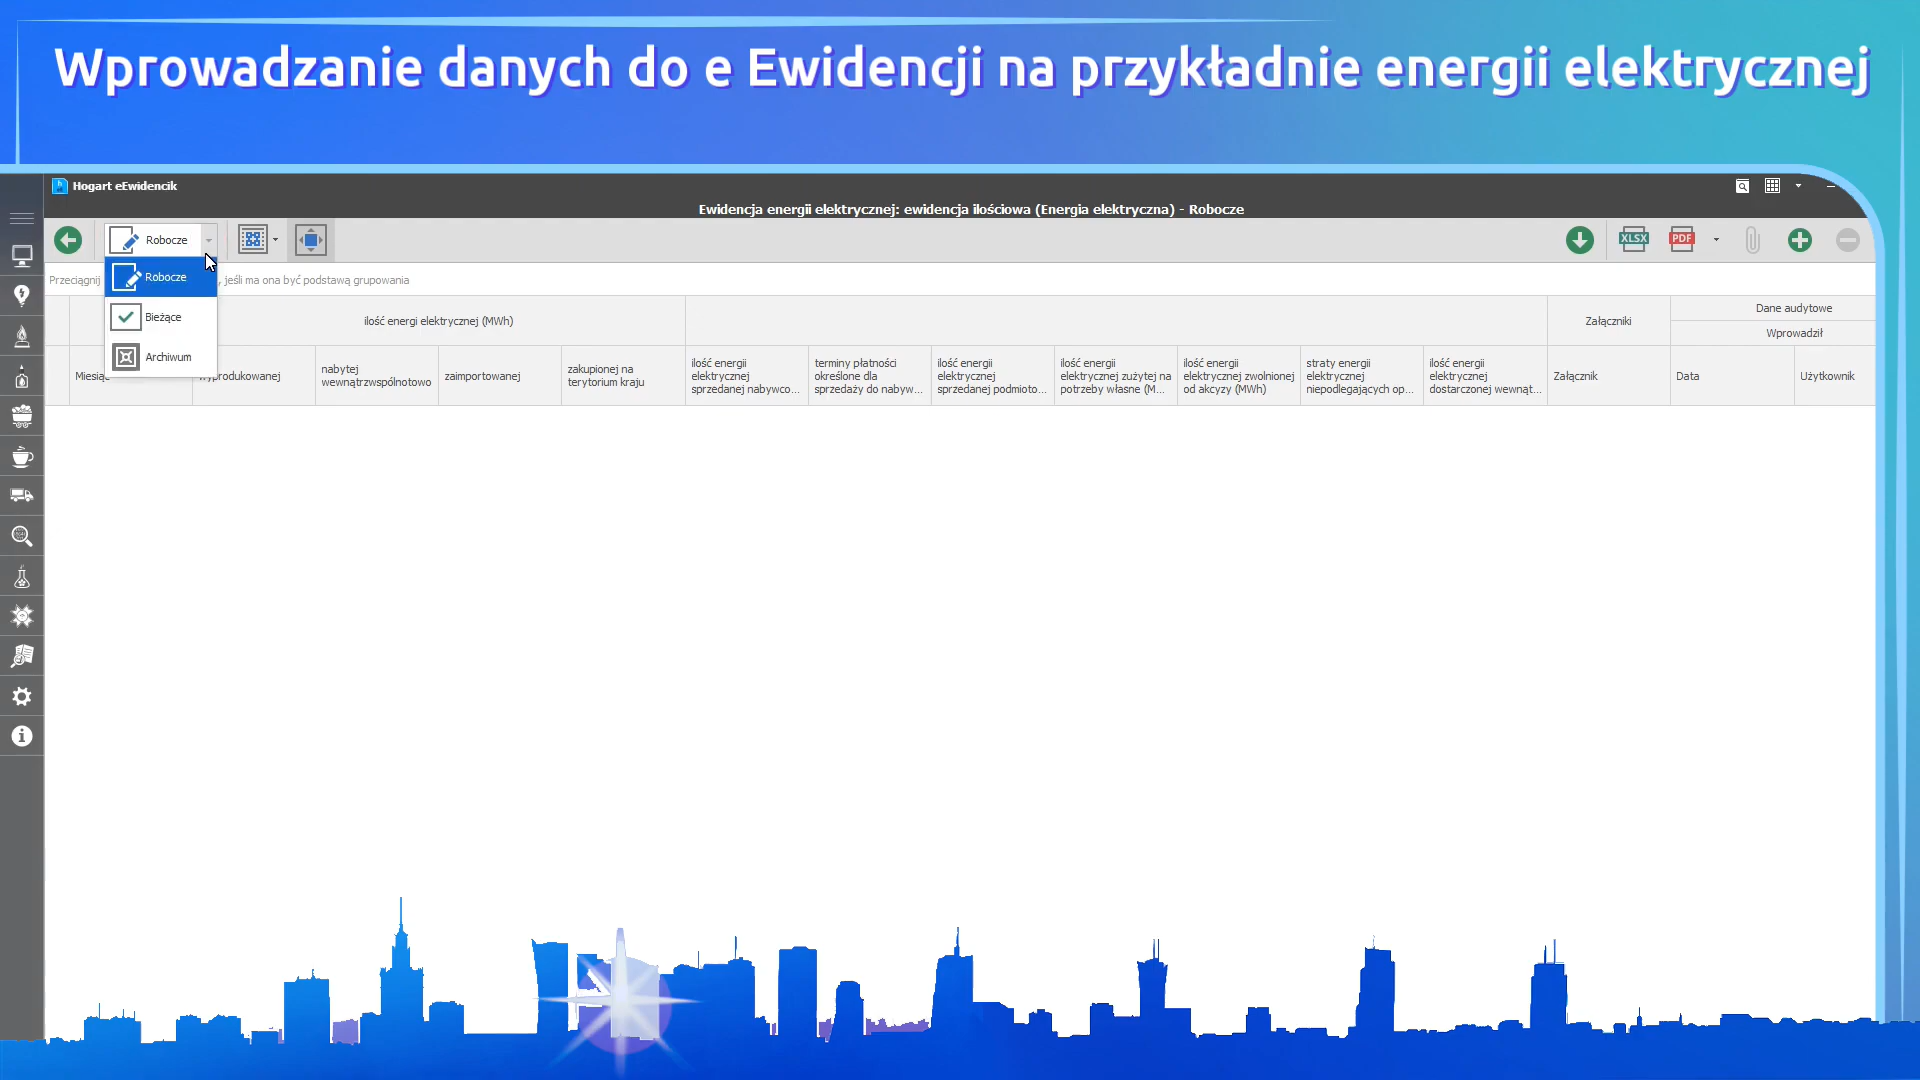 Wprowadzanie danych do e Ewidencji na przykładnie energii elektrycznej
Hogart eEwidencik
Ewidencja energii elektrycznej: ewidencja ilościowa (Energia elektryczna) - Robocze
Robocze
XLSX
PDF
Przeciągnij
, jeśli ma ona być podstawą grupowania
Robocze
Bieżące
Archiwum
ilość energi elektrycznej (MWh)
Załączniki
Dane audytowe
Wprowadził
Miesiąc
wyprodukowanej
nabytej
wewnątrzwspólnotowo
zaimportowanej
zakupionej na
terytorium kraju
ilość energii
elektrycznej
sprzedanej nabywco...
terminy płatności
określone dla
sprzedaży do nabyw...
ilość energii
elektrycznej
sprzedanej podmioto...
ilość energii
elektrycznej zużytej na
potrzeby własne (M...
ilość energii
elektrycznej zwolnionej
od akcyzy (MWh)
straty energii
elektrycznej
niepodlegających op...
ilość energii
elektrycznej
dostarczonej wewnąt...
Załącznik
Data
Użytkownik